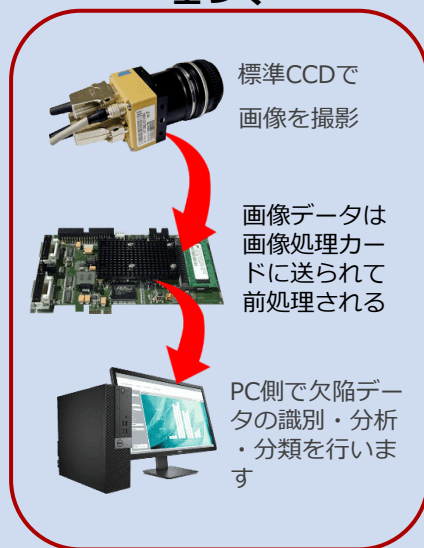 標準CCDで
画像を撮影
画像データは
画像処理カー
ドに送られて
前処理される
PC側で欠陥デー
タの識別・分析
・分類を行いま
す